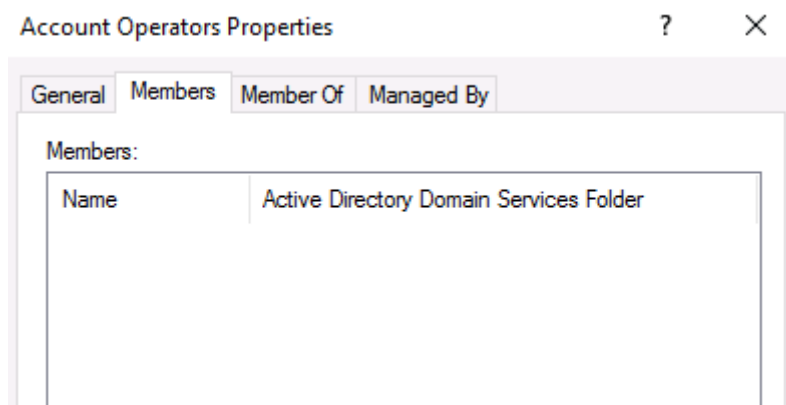 Account Operators Properties ? ×
General Members Member Of Managed By
Members:
Name Active Directory Domain Services Folder